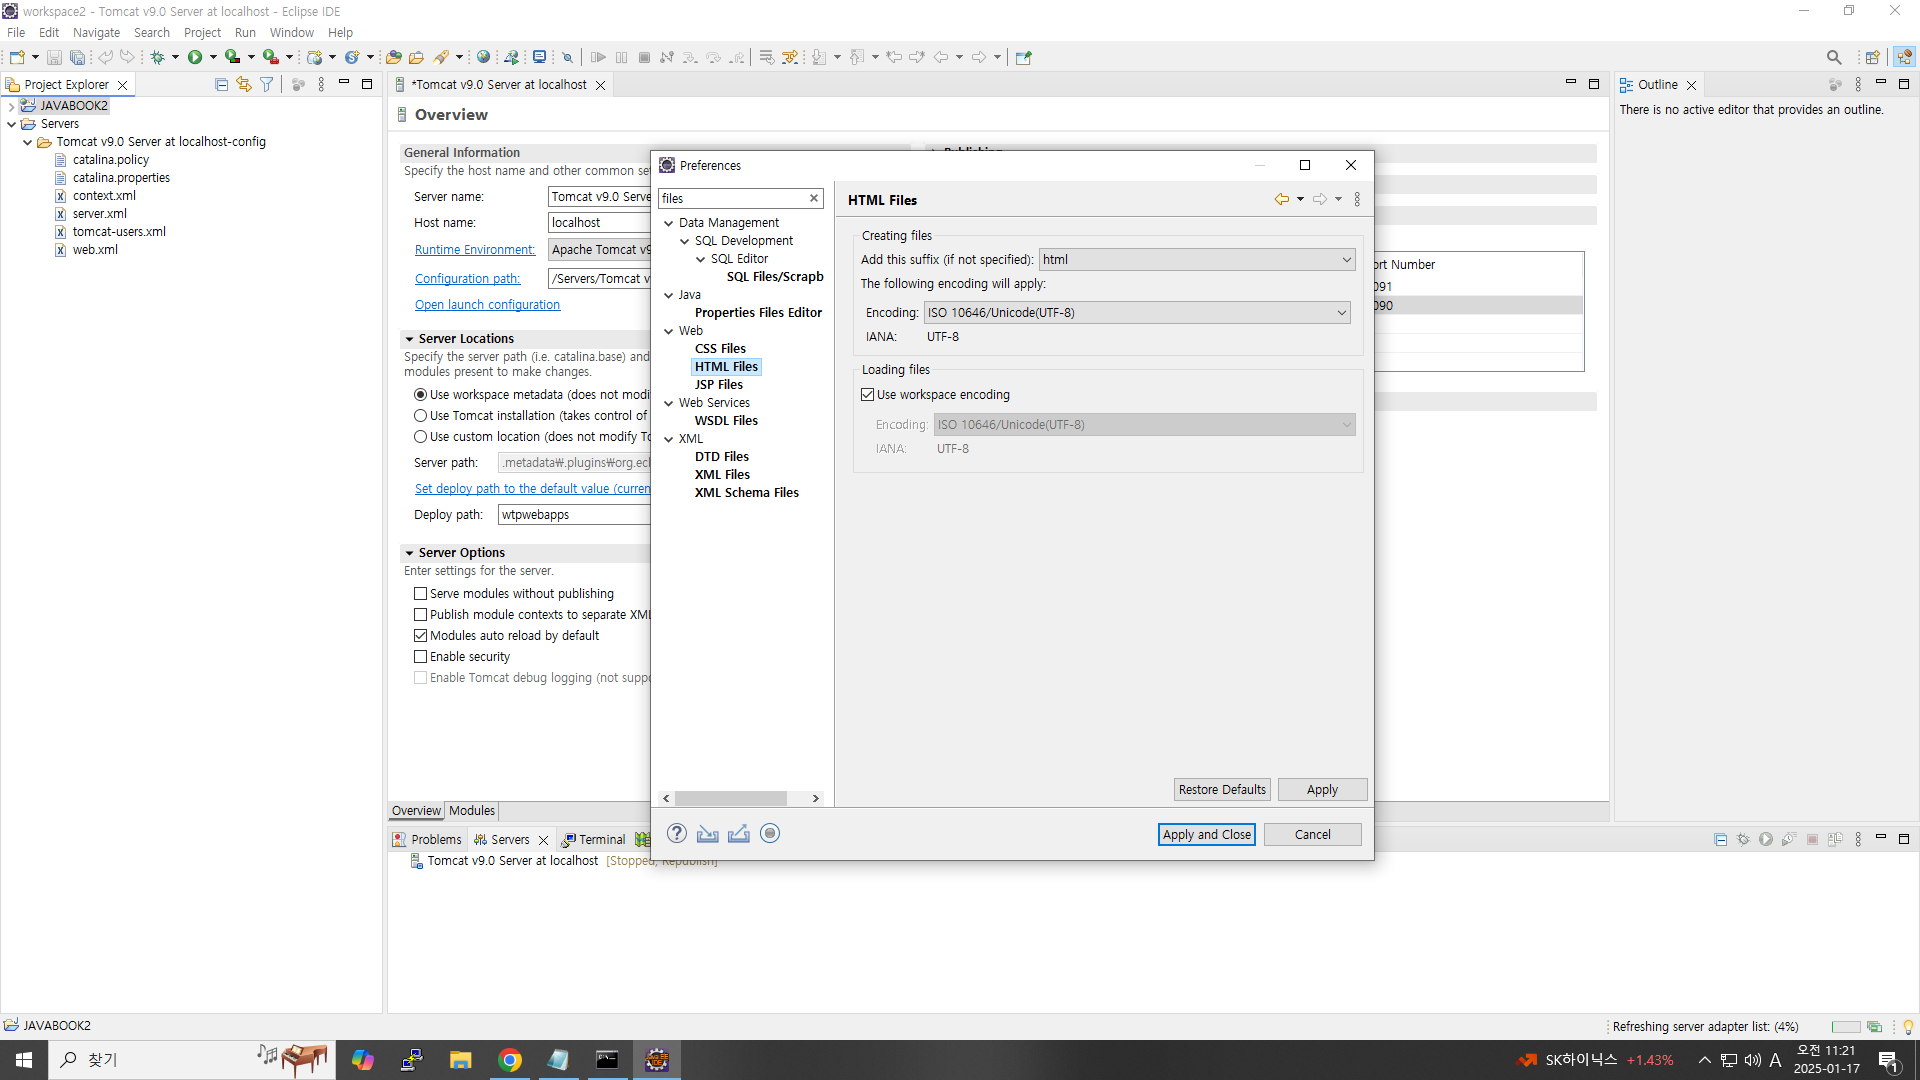 workspace2 - Tomcat v9.0 Server at localhost - Eclipse IDE
File Edit Navigate Search Project Run Window Help
Project Explorer
JAVABOOK2
Servers
Tomcat v9.0 Server at localhost-config
catalina.policy
catalina.properties
context.xml
server.xml
tomcat-users.xml
web.xml
*Tomcat v9.0 Server at localhost
Overview
General Information
Specify the host name and other common
Server name: Tomcat v9.0
Host name: localhost
Runtime Environment: Apache Tomcat
Configuration path: /Servers/Tomcat
Open launch configuration
Server Locations
Specify the server path (i.e. catalina.base) and
modules present to make changes.
Use workspace metadata (does not
Use Tomcat installation (takes control of
Use custom location (does not modify
Server path: .metadata₩.plugins₩org.ecl
Set deploy path to the default value
Deploy path: wtpwebapps
Server Options
Enter settings for the server.
Serve modules without publishing
Publish module contexts to separate XML
Modules auto reload by default
Enable security
Enable Tomcat debug logging (not
Overview Modules
Preferences
files
Data Management
SQL Development
SQL Editor
SQL Files/Scrapb
Java
Properties Files Editor
Web
CSS Files
HTML Files
JSP Files
Web Services
WSDL Files
XML
DTD Files
XML Files
XML Schema Files
HTML Files
Creating files
Add this suffix (if not specified): html
The following encoding will apply:
Encoding: ISO 10646/Unicode(UTF-8)
IANA: UTF-8
Loading files
Use workspace encoding
Encoding: ISO 10646/Unicode(UTF-8)
IANA: UTF-8
Restore Defaults Apply
Apply and Close Cancel
Number
091
090
Outline
There is no active editor that provides an outline.
Problems Servers Terminal
Tomcat v9.0 Server at localhost [Stopped, Republish]
JAVABOOK2
Refreshing server adapter list: (4%)
찾기
SK하이닉스 +1.43%
A
오전 11:21
2025-01-17
1